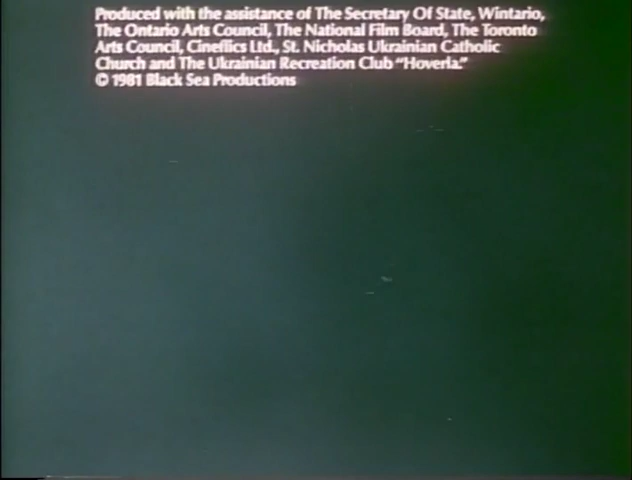 Produced with the assistance of The Secretary Of State, Wintario,
The Ontario Arts Council, The National Film Board, The Toronto
Arts Council, Cineflics Ltd., St. Nicholas Ukrainian Catholic
Church and The Ukrainian Recreation Club "Hoverla."
© 1981 Black Sea Productions